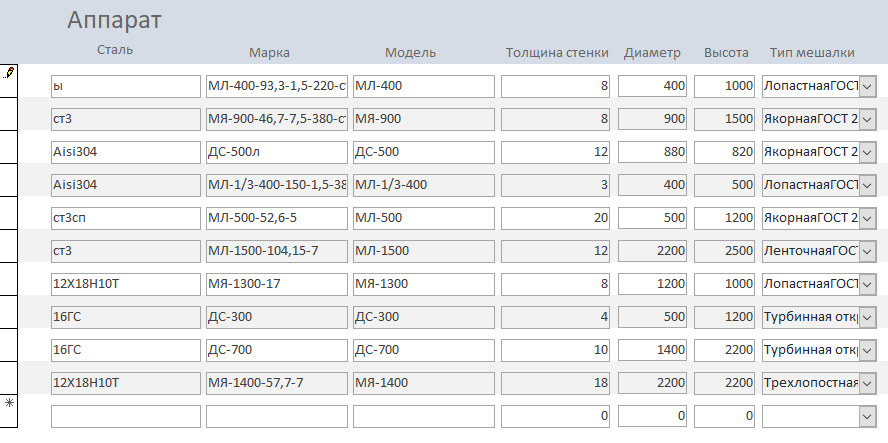 Аппарат
Сталь Марка Модель Толщина стенки Диаметр Высота Тип мешалки
ы МЛ-400-93,3-1,5-220-ст МЛ-400 8 400 1000 ЛопастнаяГОСТ
ст3 МЯ-900-46,7-7,5-380-ст МЯ-900 8 900 1500 ЯкорнаяГОСТ 2
Aisi304 ДС-500л ДС-500 12 880 820 ЯкорнаяГОСТ 2
Aisi304 МЛ-1/3-400-150-1,5-38 МЛ-1/3-400 3 400 500 ЛопастнаяГОСТ
ст3сп МЛ-500-52,6-5 МЛ-500 20 500 1200 ЯкорнаяГОСТ 2
ст3 МЛ-1500-104,15-7 МЛ-1500 12 2200 2500 ЛенточнаяГОСТ
12Х18Н10Т МЯ-1300-17 МЯ-1300 8 1200 1000 ЛопастнаяГОСТ
16ГС ДС-300 ДС-300 4 500 1200 Турбинная откр
16ГС ДС-700 ДС-700 10 1400 2200 Турбинная откр
12Х18Н10Т МЯ-1400-57,7-7 МЯ-1400 18 2200 2200 Трехлопостная
0 0 0